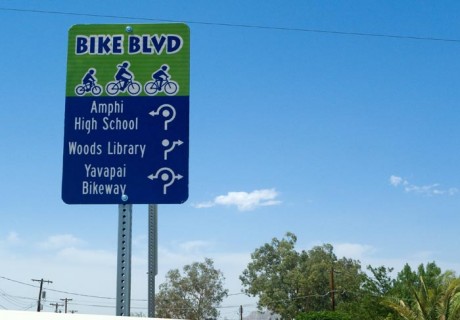 BIKE BLVD
Amphi
High School
Woods Library
Yavapai
Bikeway